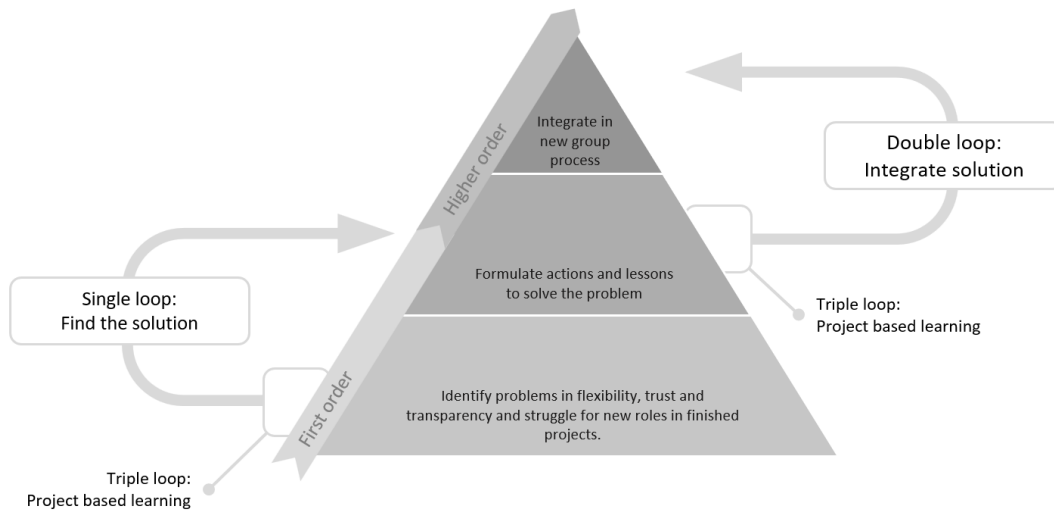 Integrate in
new group
process
Higher order
Double loop:
Integrate solution
Formulate actions and lessons
to solve the problem
Single loop:
Find the solution
Triple loop:
Project based learning
First order
Identify problems in flexibility, trust and
transparency and struggle for new roles in finished
projects.
Triple loop:
Project based learning